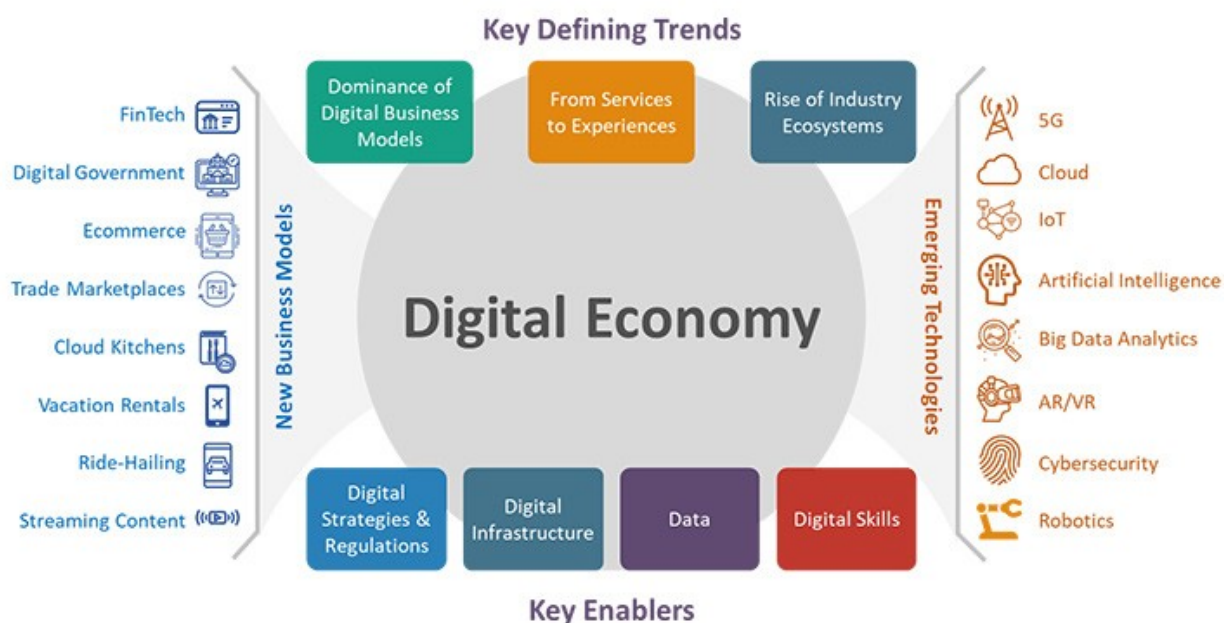 Key Defining Trends
Dominance of
Digital Business
Models
From Services
to Experiences
Rise of Industry
Ecosystems
New Business Models
FinTech
Digital Government
Ecommerce
Trade Marketplaces
Cloud Kitchens
Vacation Rentals
Ride-Hailing
Streaming Content
Digital Economy
Emerging Technologies
5G
Cloud
IoT
Artificial Intelligence
Big Data Analytics
AR/VR
Cybersecurity
Robotics
Digital
Strategies &
Regulations
Digital
Infrastructure
Data
Digital Skills
Key Enablers